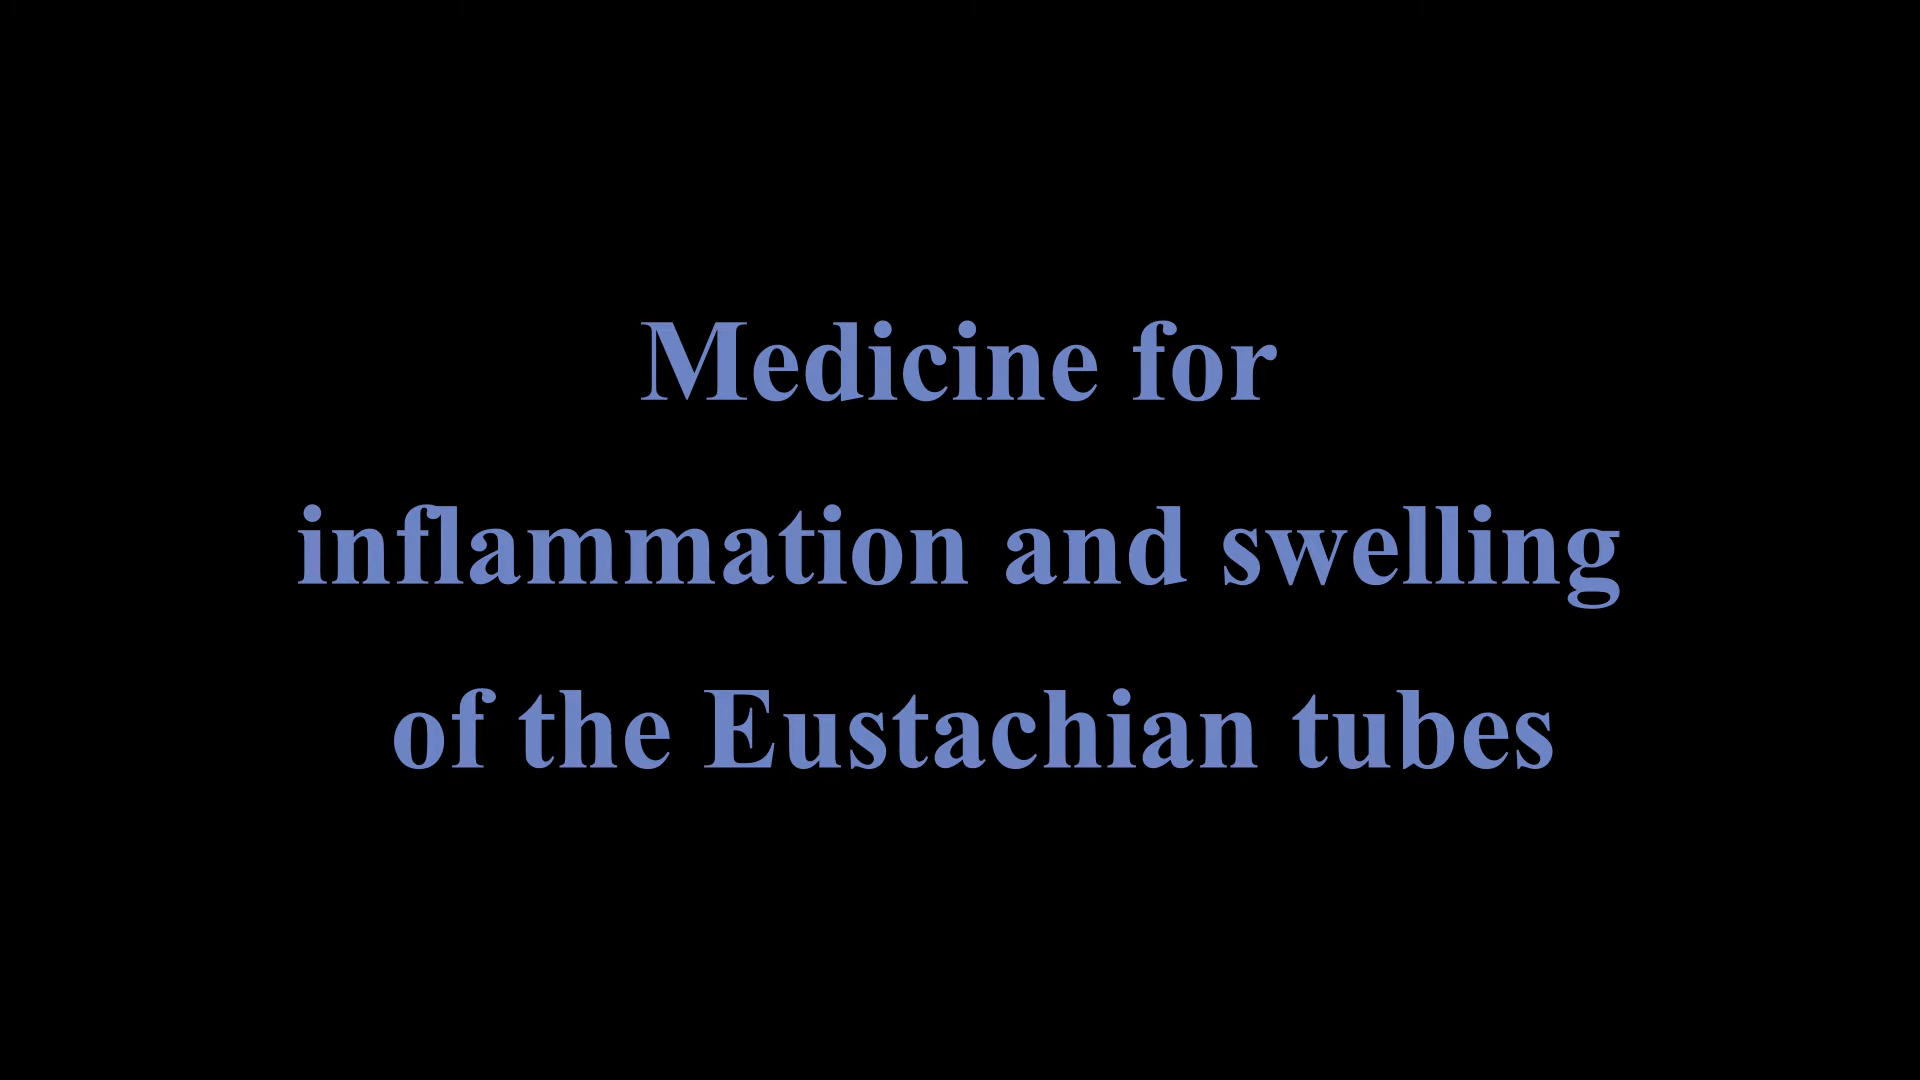 Medicine for
inflammation and swelling
of the Eustachian tubes